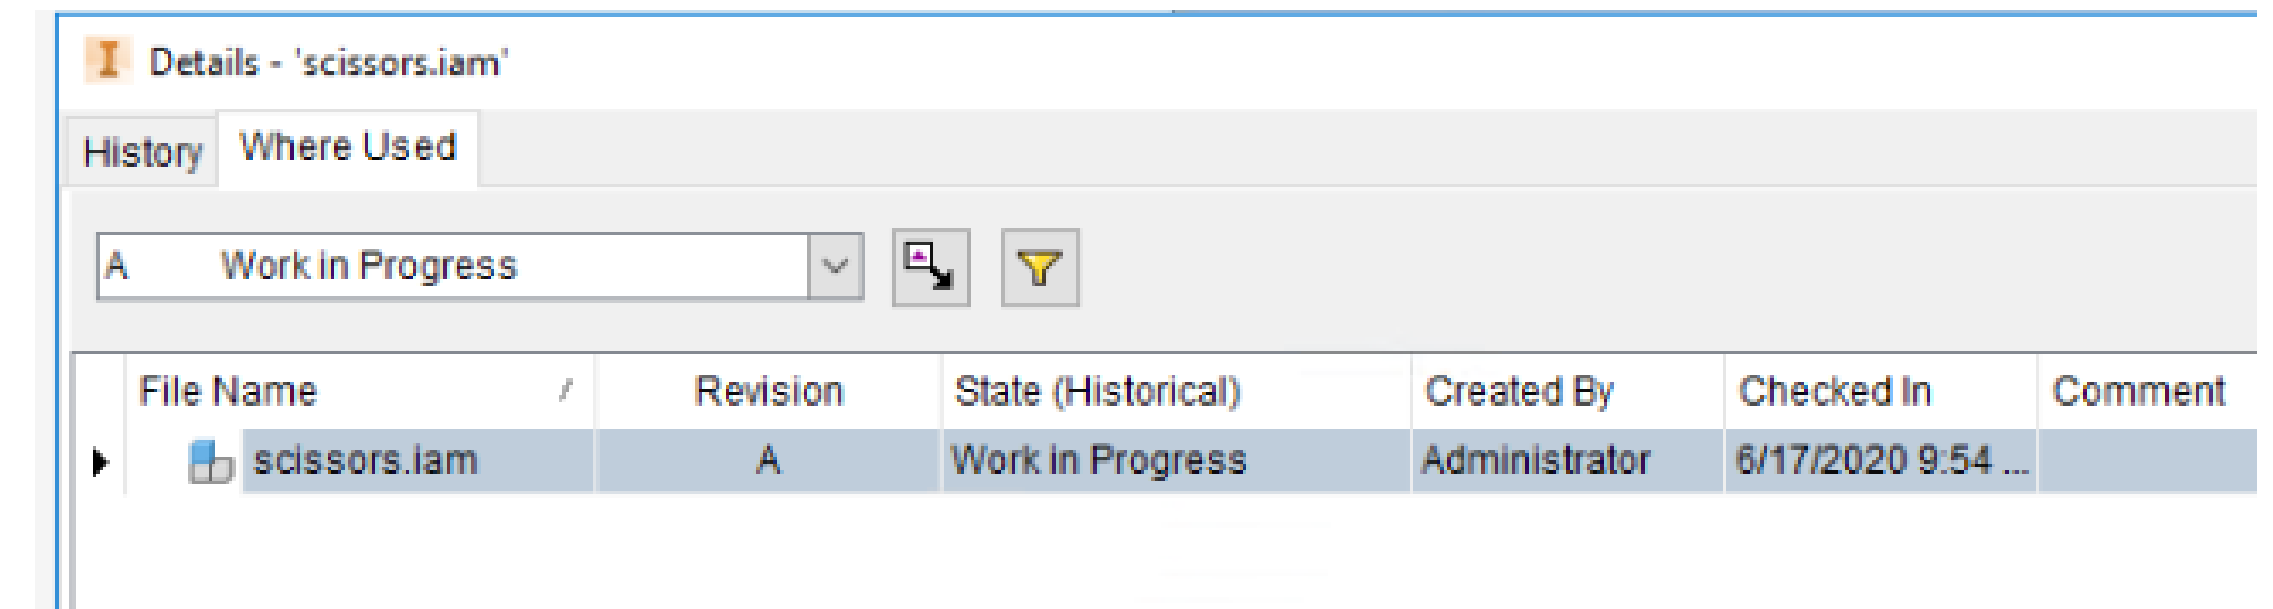 Details - 'scissors.iam'
History Where Used
A Work in Progress
File Name / Revision State (Historical) Created By Checked In Comment
scissors.iam A Work in Progress Administrator 6/17/2020 9:54 ...